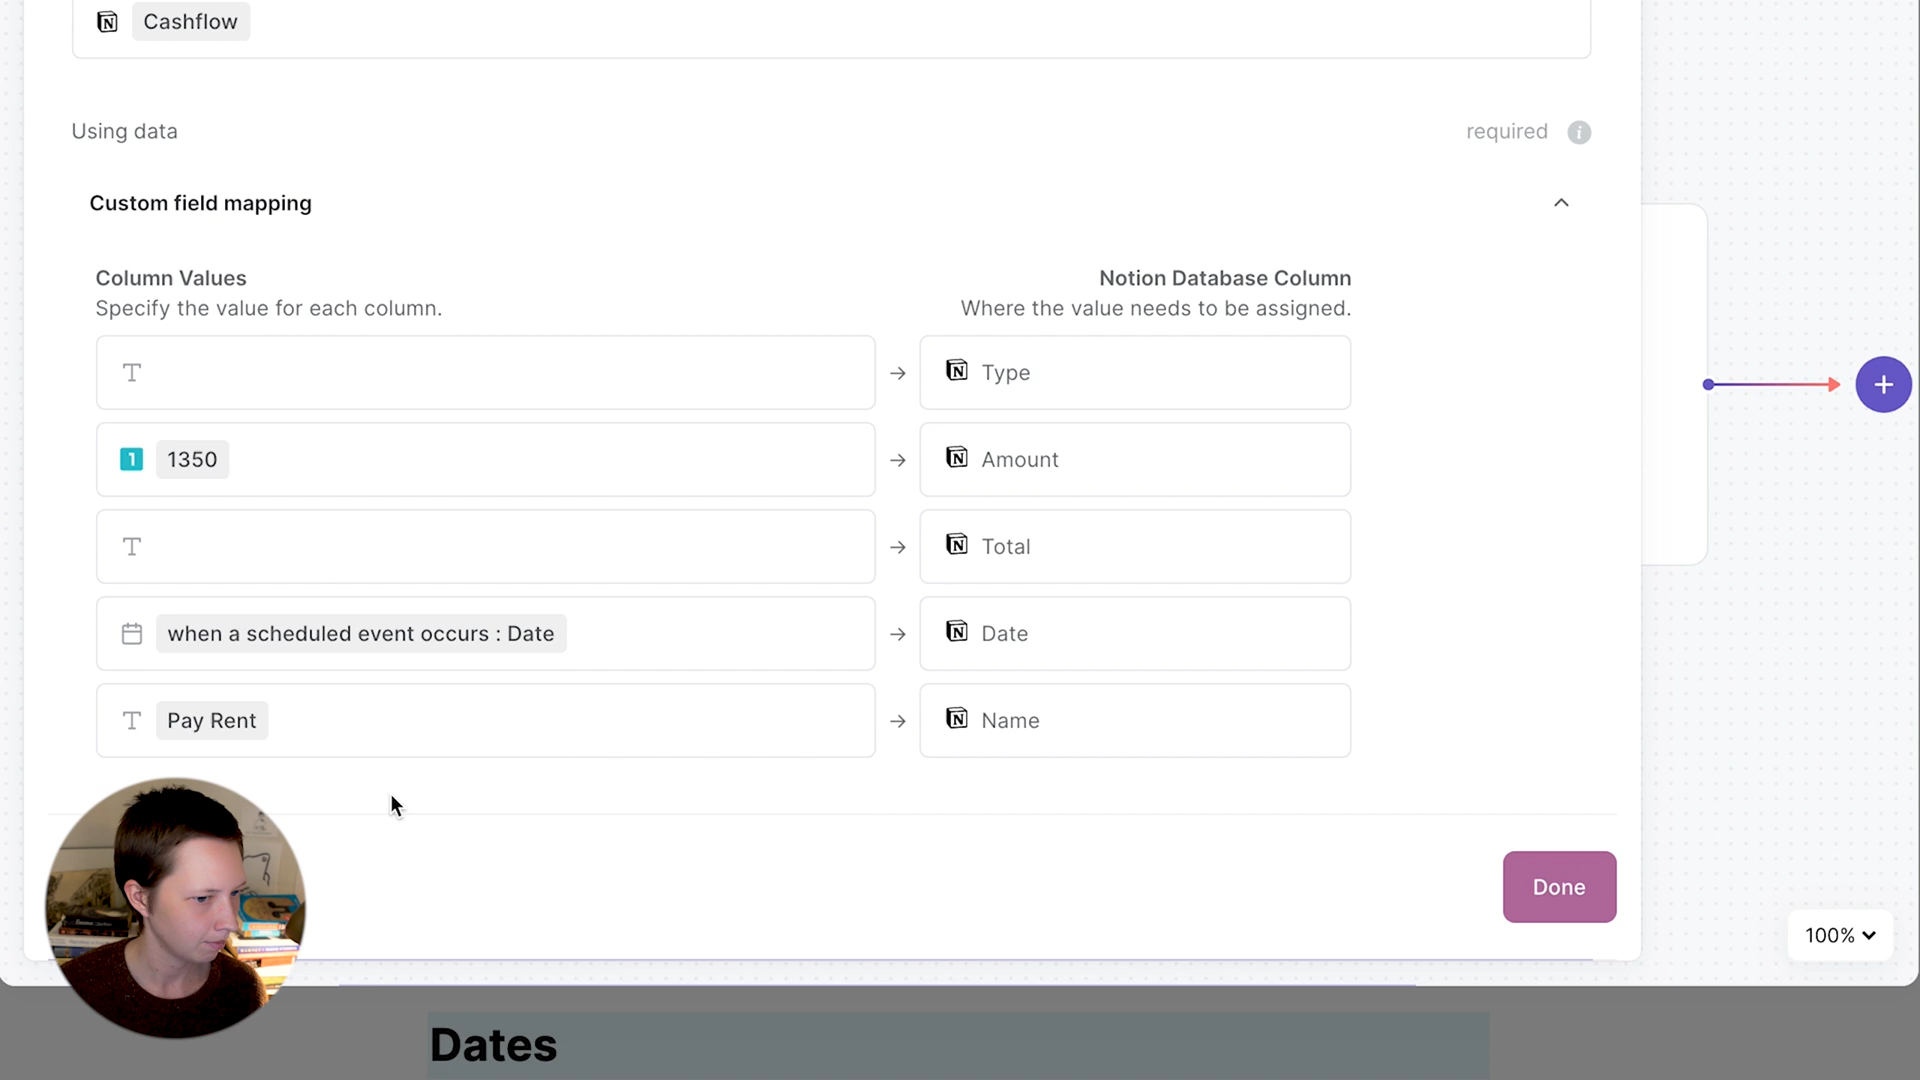 Cashflow
Using data
required
Custom field mapping
Column Values
Notion Database Column
Specify the value for each column.
Where the value needs to be assigned.
Type
1350
Amount
Total
when a scheduled event occurs : Date
Date
Pay Rent
Name
Done
100%
Dates